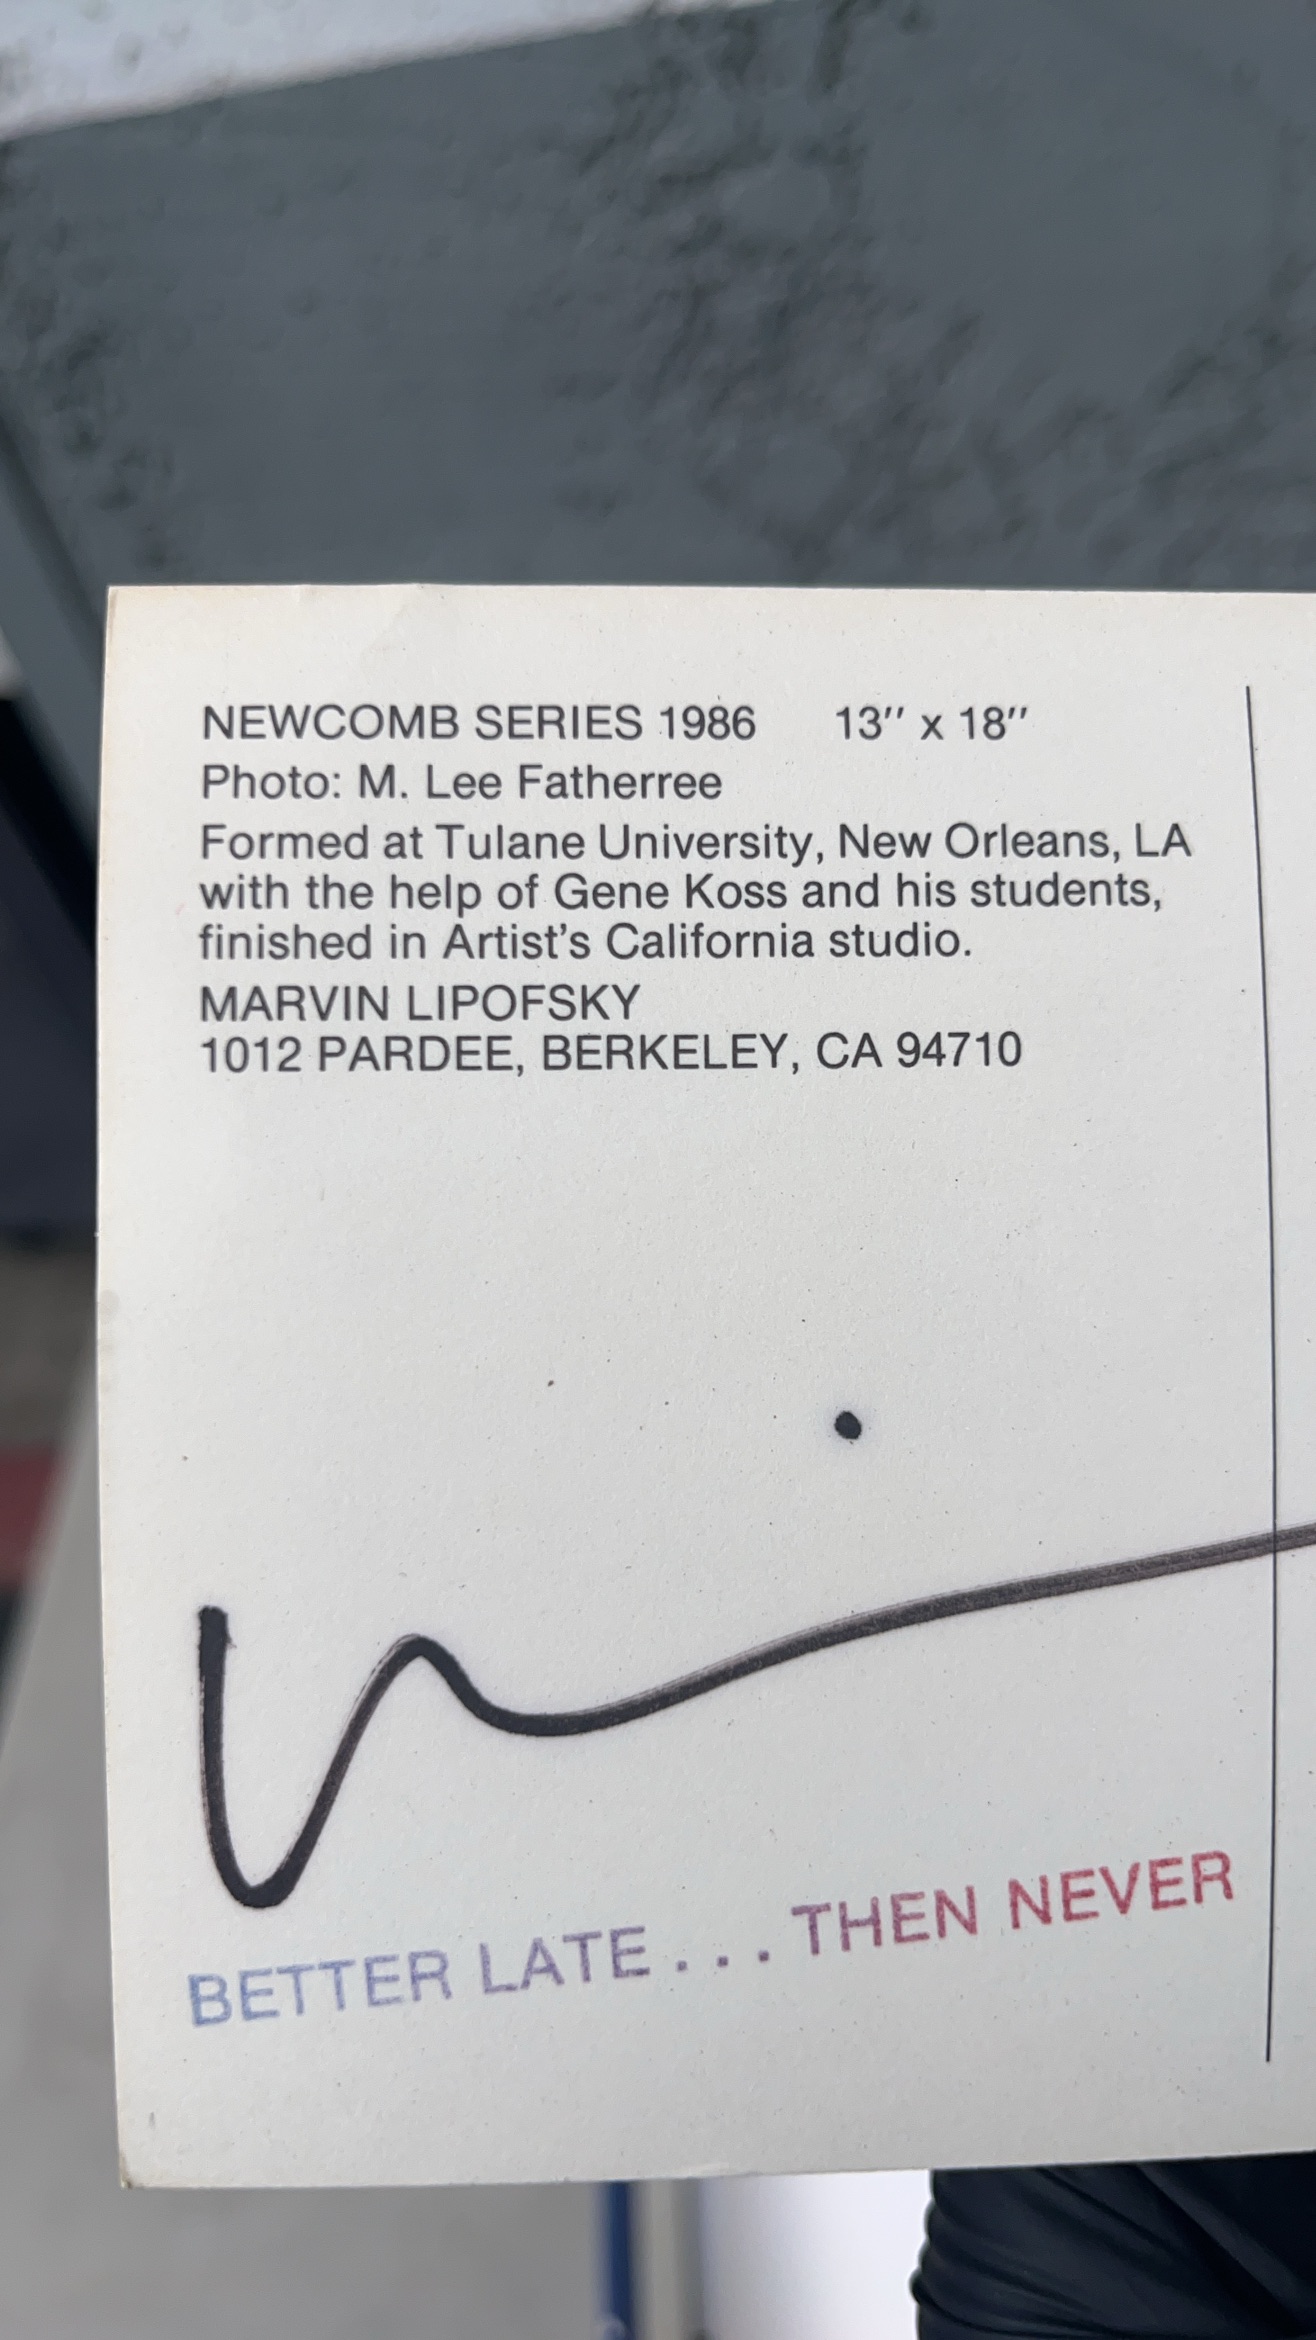 NEWCOMB SERIES 1986 13" x 18"
Photo: M. Lee Fatherree
Formed at Tulane University, New Orleans, LA
with the help of Gene Koss and his students,
finished in Artist's California studio.
MARVIN LIPOFSKY
1012 PARDEE, BERKELEY, CA 94710
BETTER LATE... THEN NEVER